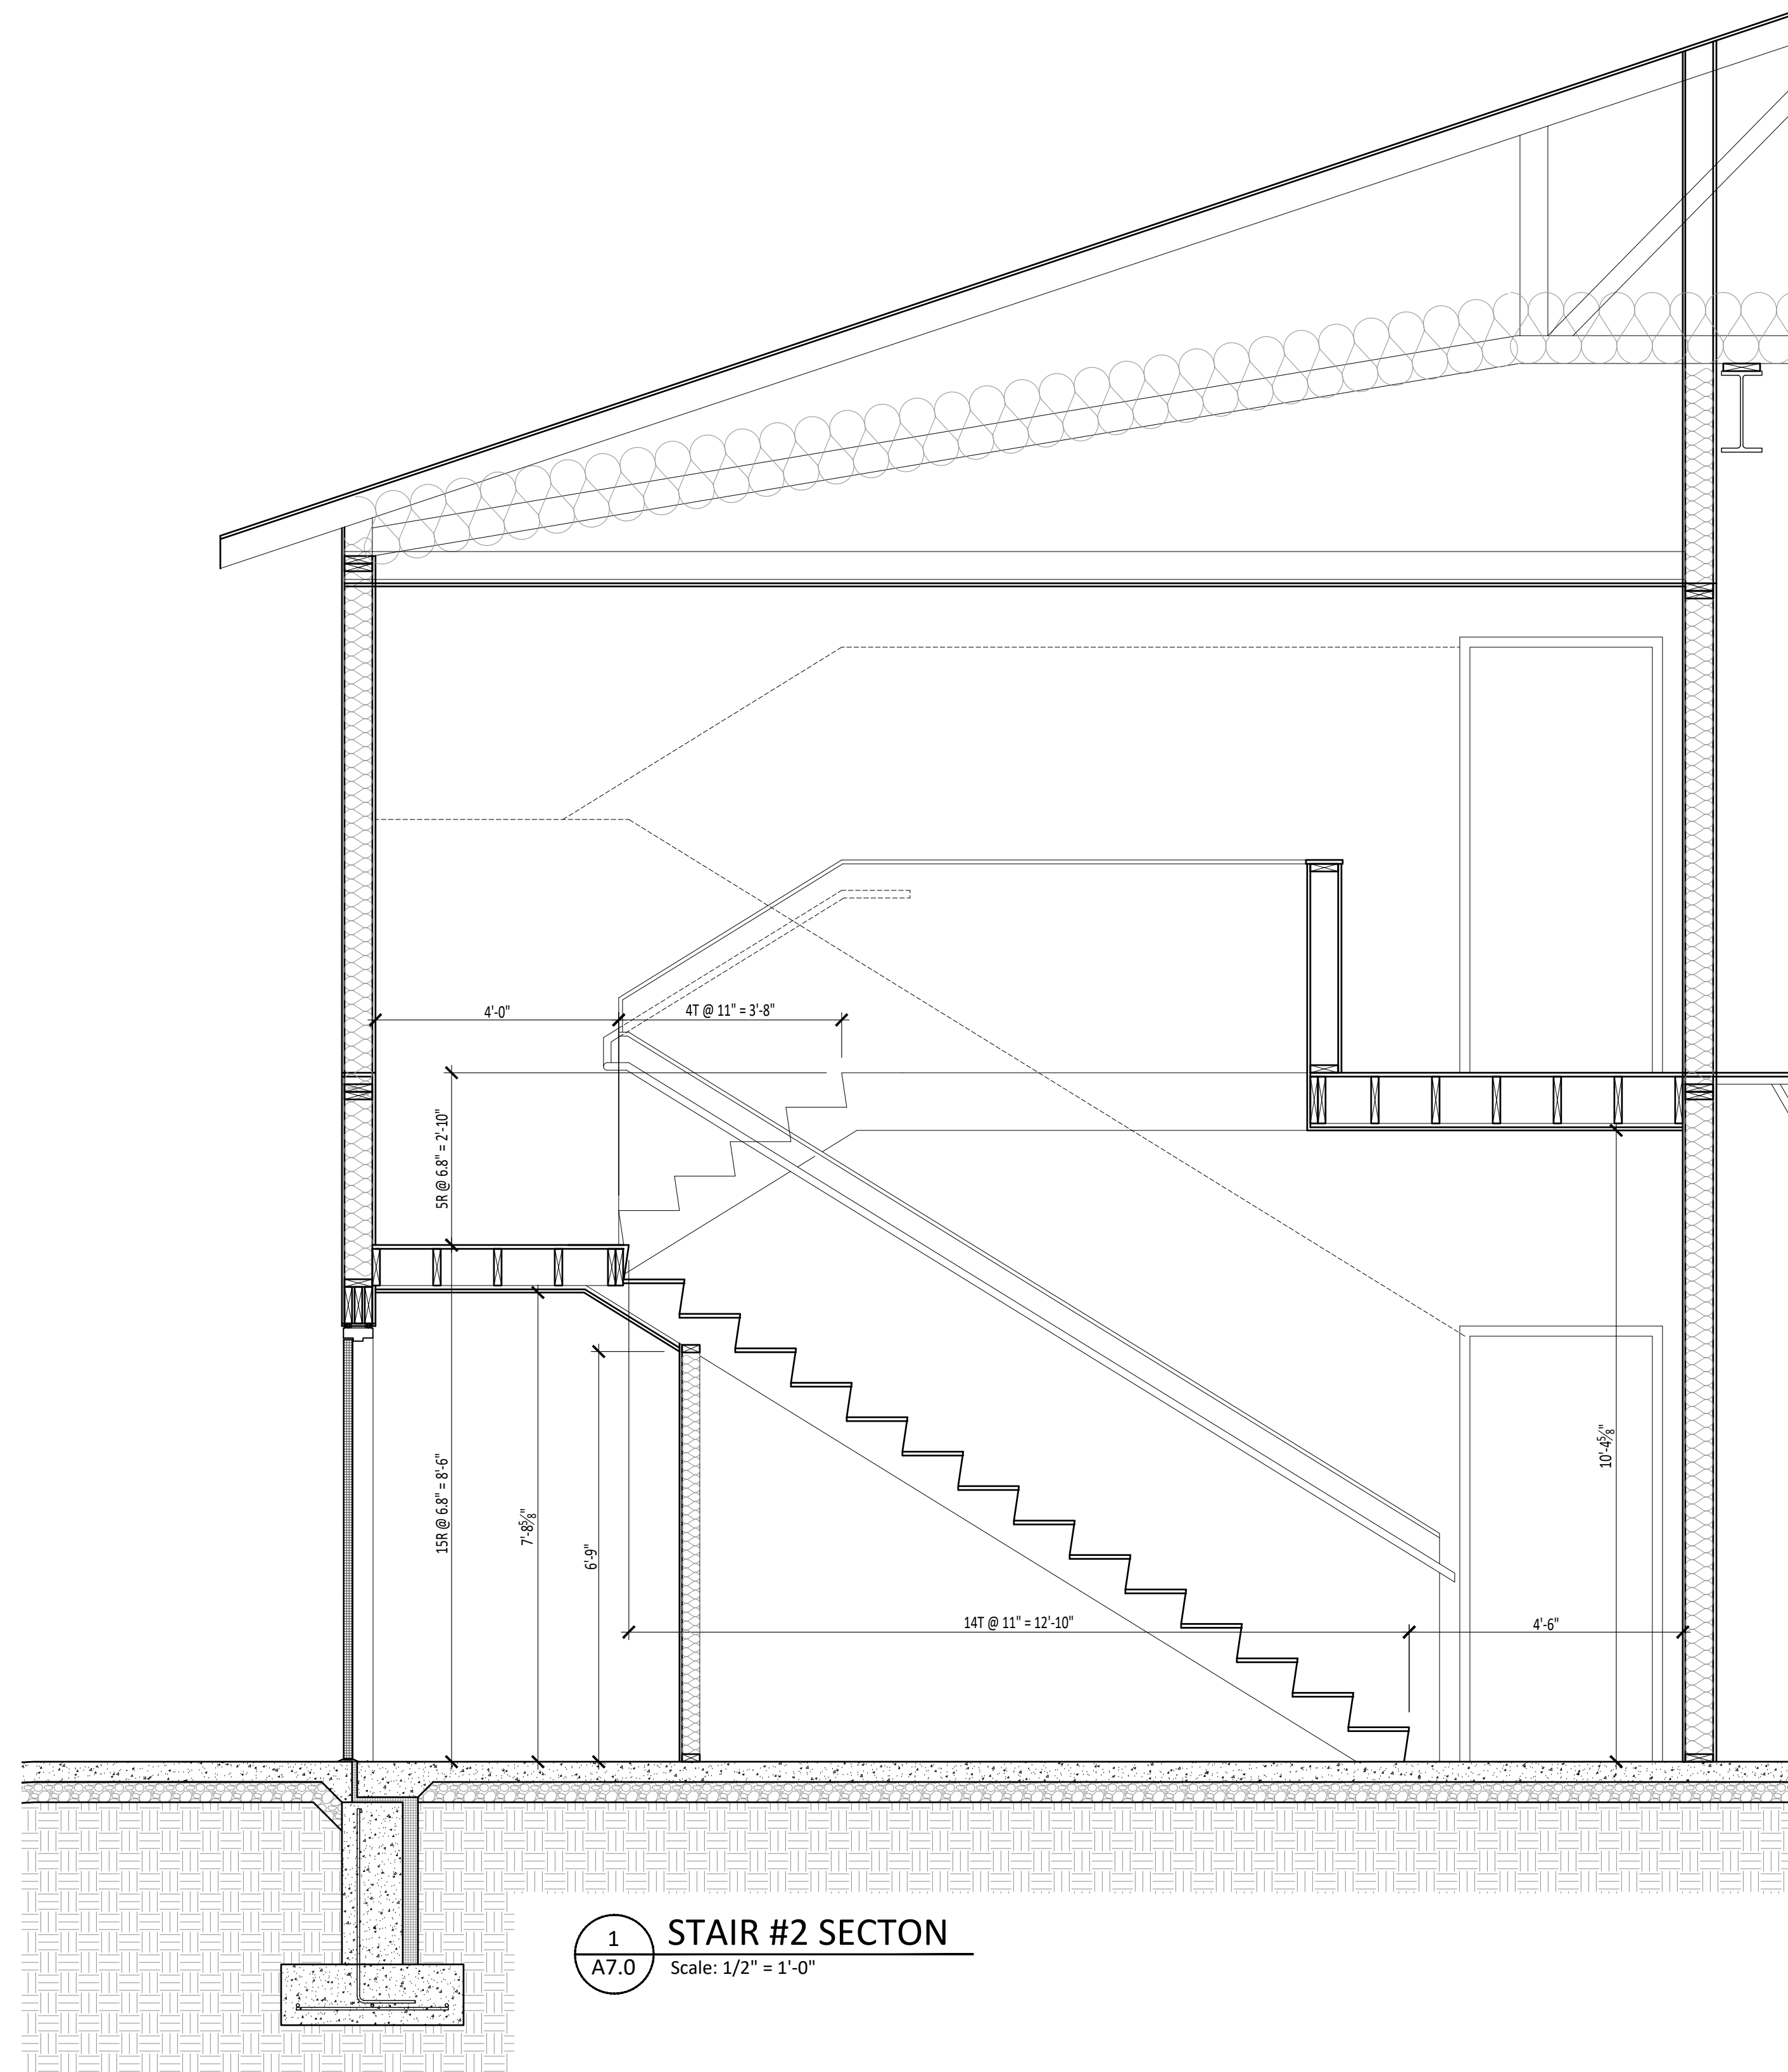 4'-0"
4T @ 11" = 3'-8"
5R @ 6.8" = 2'-10"
15R @ 6.8" = 8'-6"
7'-8⅝"
6'-9"
10'-4⅝"
14T @ 11" = 12'-10"
4'-6"
1
A7.0
STAIR #2 SECTON
Scale: 1/2" = 1'-0"